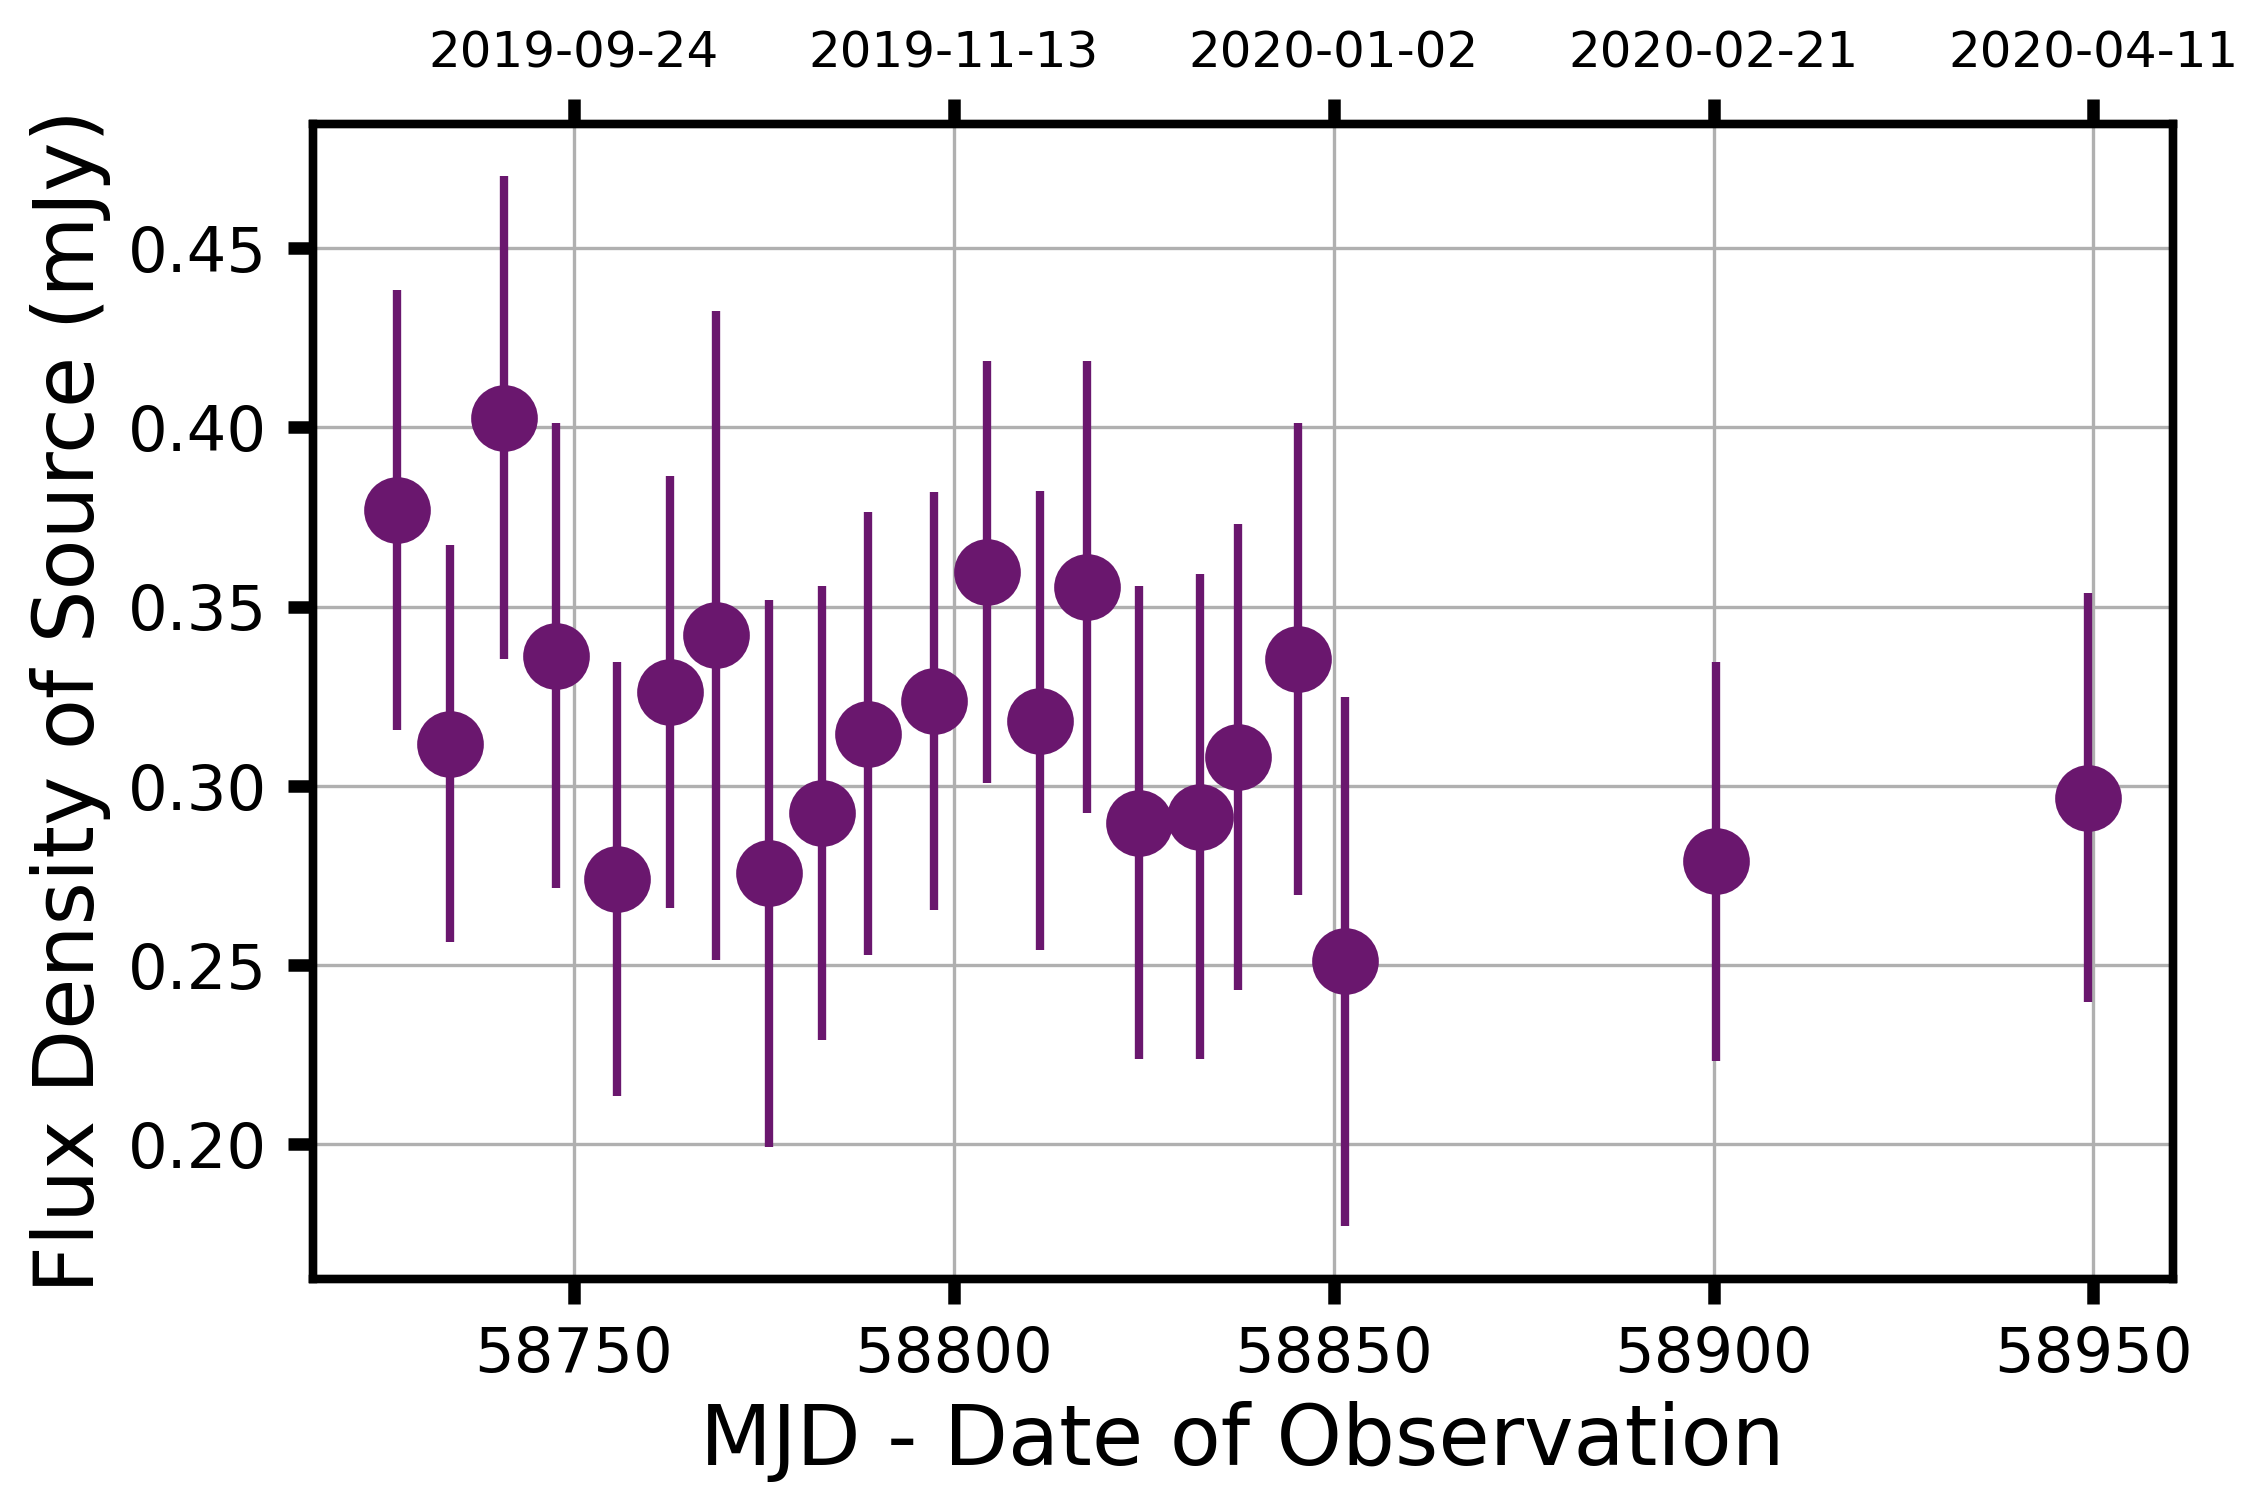 2019-09-24 2019-11-13 2020-01-02 2020-02-21 2020-04-11
Flux Density of Source (mJy)
0.45
0.40
0.35
0.30
0.25
0.20
58750 58800 58850 58900 58950
MJD - Date of Observation